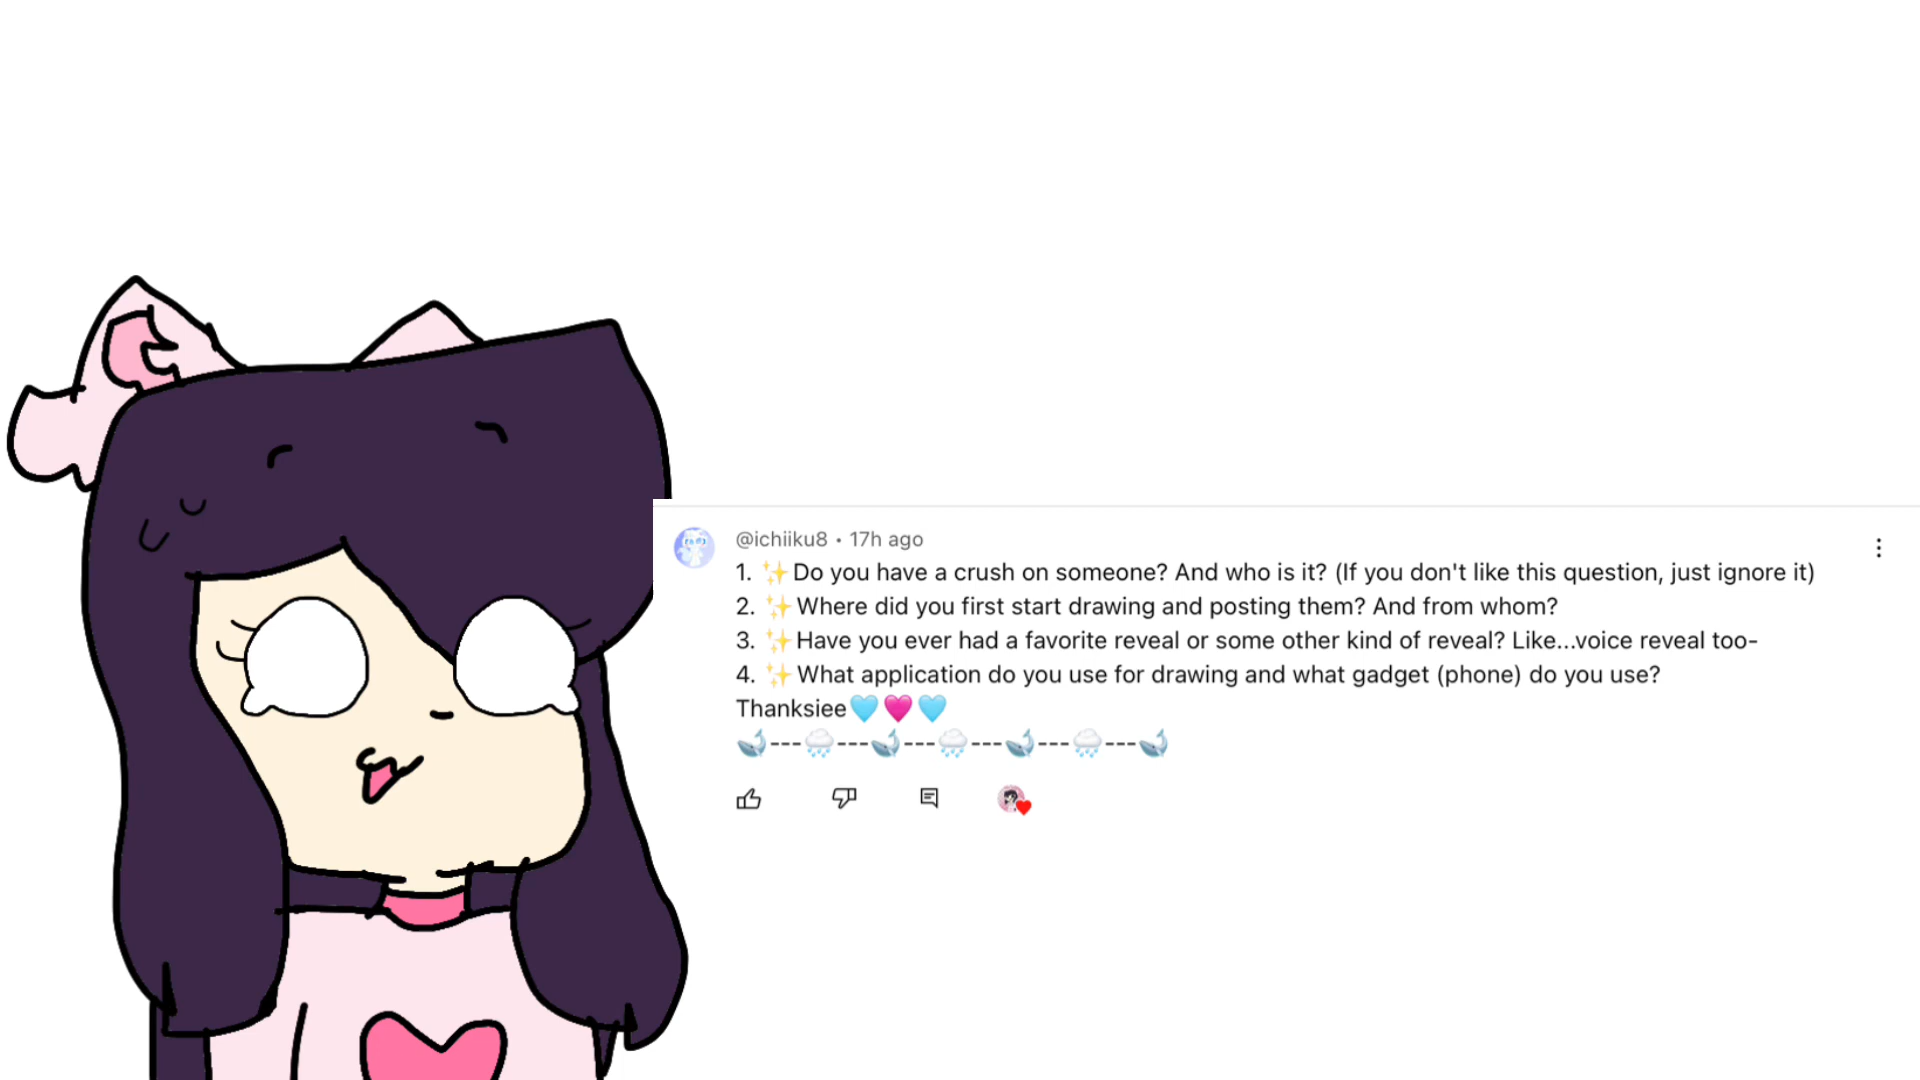 @ichiiku8 • 17h ago
1. ✨Do you have a crush on someone? And who is it? (If you don't like this question, just ignore it)
2. ✨Where did you first start drawing and posting them? And from whom?
3. ✨Have you ever had a favorite reveal or some other kind of reveal? Like...voice reveal too-
4. ✨What application do you use for drawing and what gadget (phone) do you use?
Thanksiee🩵🩷🩵
🐋---🌧️---🐋---🌧️---🐋---🌧️---🐋